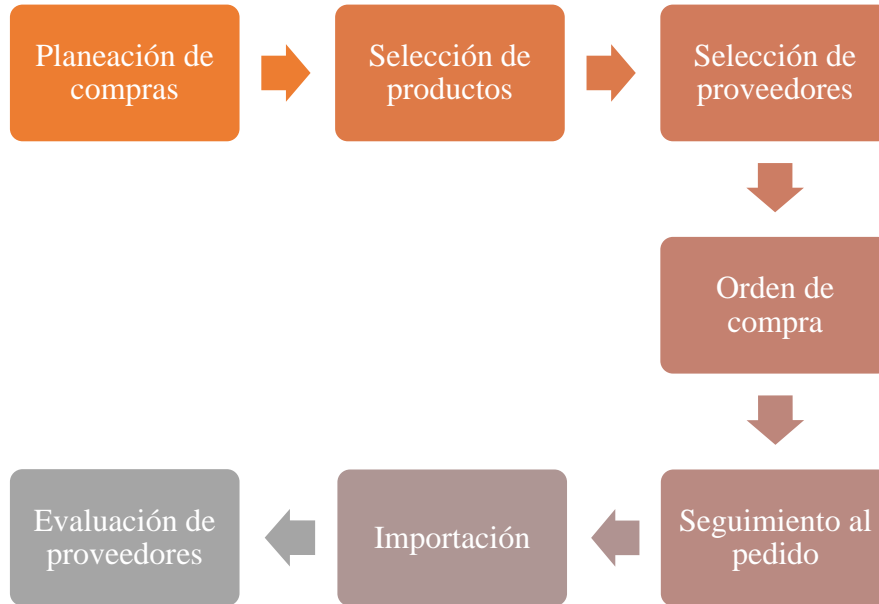 Planeación de
compras
Selección de
productos
Selección de
proveedores
Orden de
compra
Seguimiento al
pedido
Importación
Evaluación de
proveedores